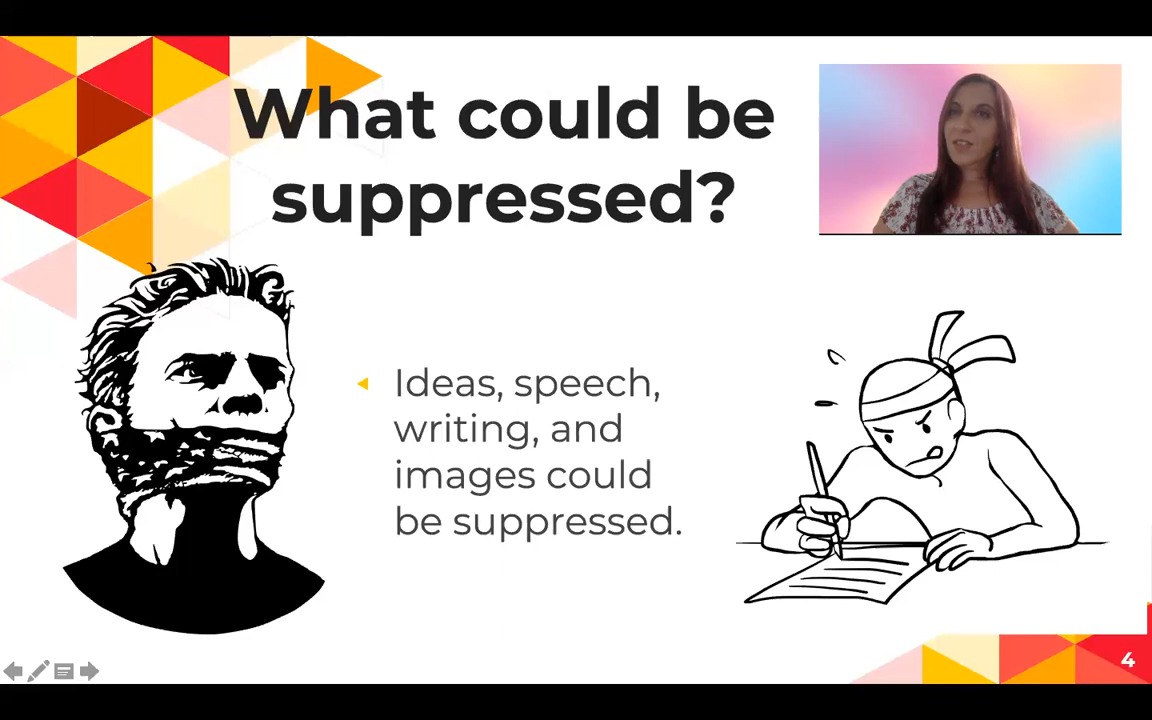 What could be
suppressed?
Ideas, speech,
writing, and
images could
be suppressed.
4